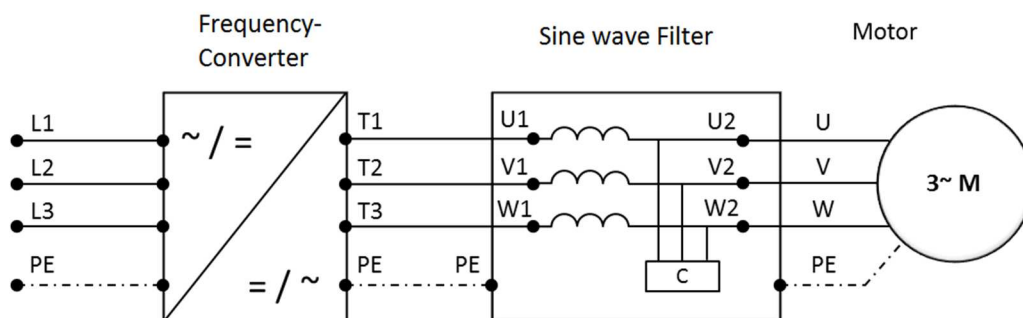 Frequency-
Converter
Sine wave Filter
Motor
L1
L2
L3
PE
~ / =
= / ~
T1
T2
T3
PE
U1
V1
W1
PE
U2
V2
W2
C
U
V
W
PE
3~ M